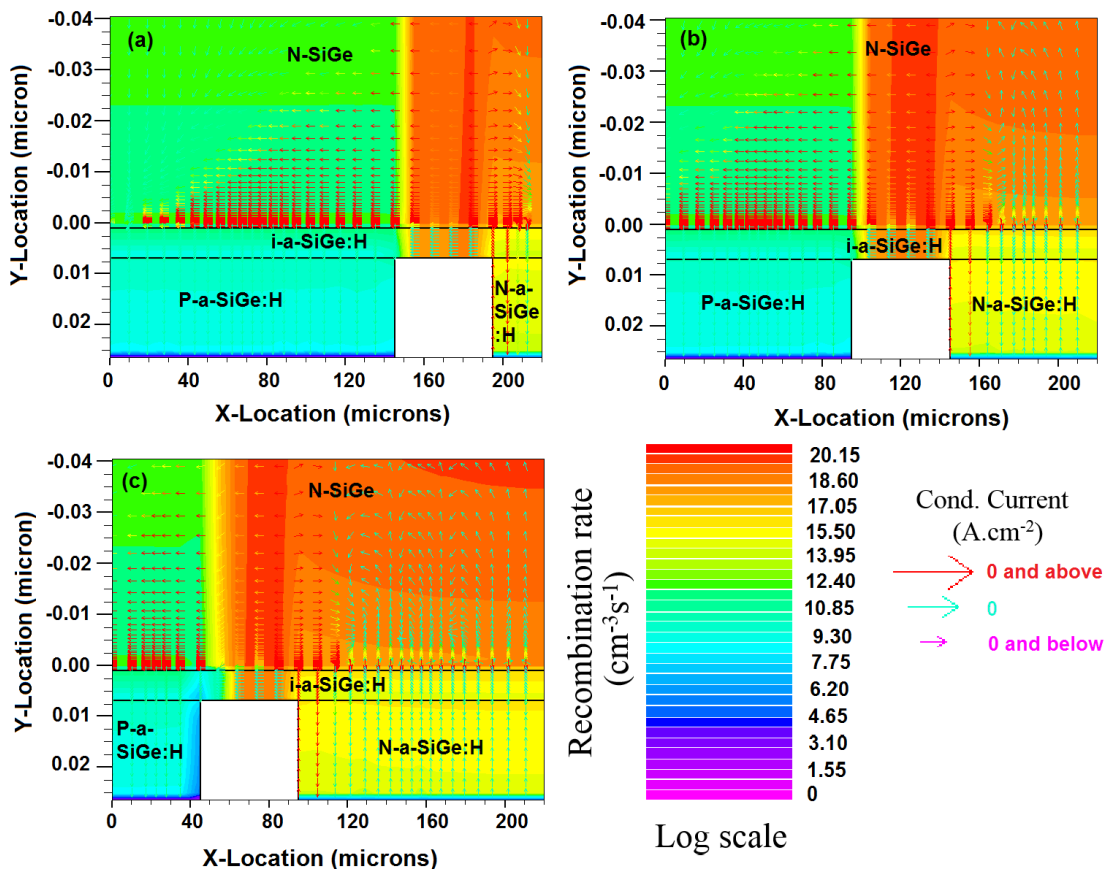 (a)
N-SiGe
-0.04
-0.03
-0.02
-0.01
0.00
0.01
0.02
Y-Location (micron)
i-a-SiGe:H
P-a-SiGe:H
N-a-
SiGe
:H
0 40 80 120 160 200
X-Location (microns)
(b)
N-SiGe
-0.04
-0.03
-0.02
-0.01
0.00
0.01
0.02
Y-Location (micron)
i-a-SiGe:H
P-a-SiGe:H
N-a-SiGe:H
0 40 80 120 160 200
X-Location (microns)
(c)
N-SiGe
-0.04
-0.03
-0.02
-0.01
0.00
0.01
0.02
Y-Location (micron)
i-a-SiGe:H
P-a-
SiGe:H
N-a-SiGe:H
0 40 80 120 160 200
X-Location (microns)
Recombination rate
(cm-3s-1)
20.15
18.60
17.05
15.50
13.95
12.40
10.85
9.30
7.75
6.20
4.65
3.10
1.55
0
Log scale
Cond. Current
(A.cm-2)
0 and above
0
0 and below